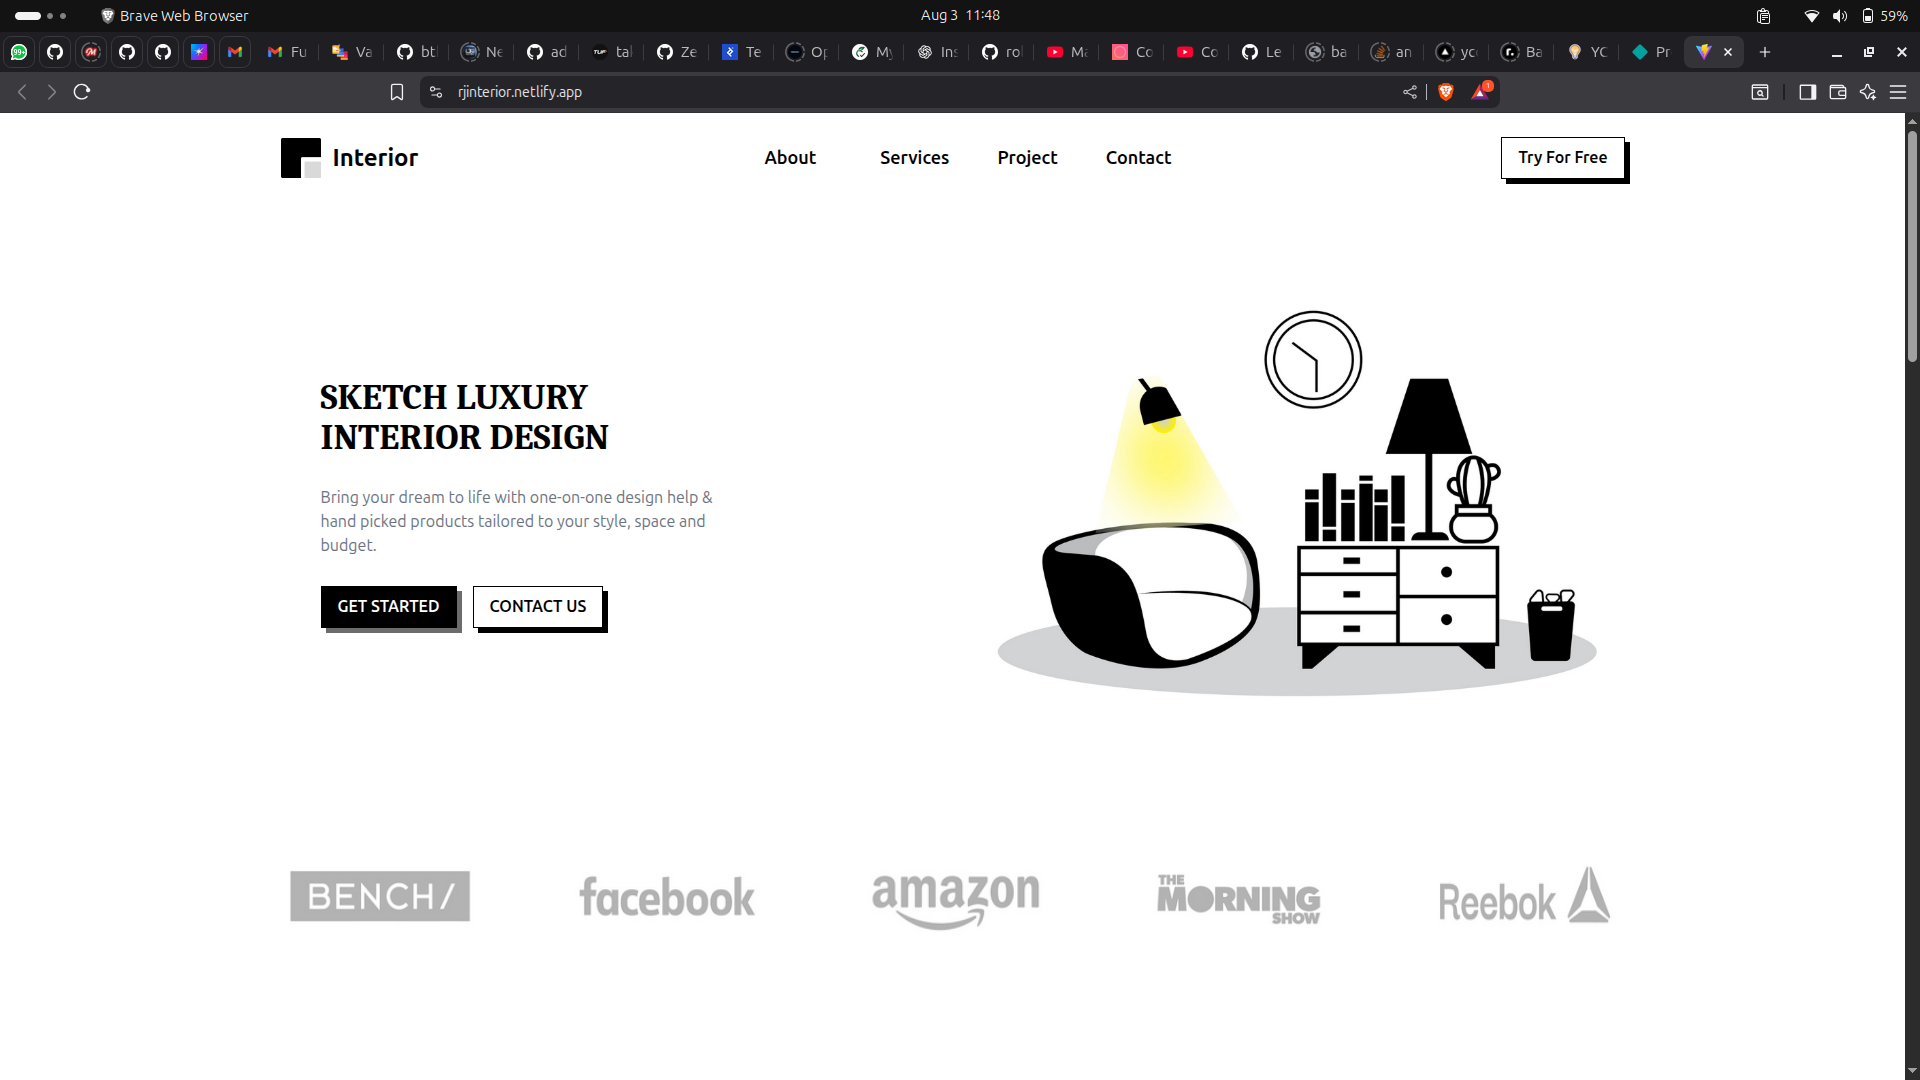 Brave Web Browser
Aug 3 11:48
59%
99+
Fu
Va
bt
Ne
ad
tal
Ze
Te
Op
My
Ins
rol
Ma
Co
Co
Le
ba
an
yc
Ba
YC
Pr
rjinterior.netlify.app
1
Interior
About
Services
Project
Contact
Try For Free
SKETCH LUXURY
INTERIOR DESIGN
Bring your dream to life with one-on-one design help &
hand picked products tailored to your style, space and
budget.
GET STARTED
CONTACT US
BENCH/
facebook
amazon
THE
MORNING
SHOW
Reebok